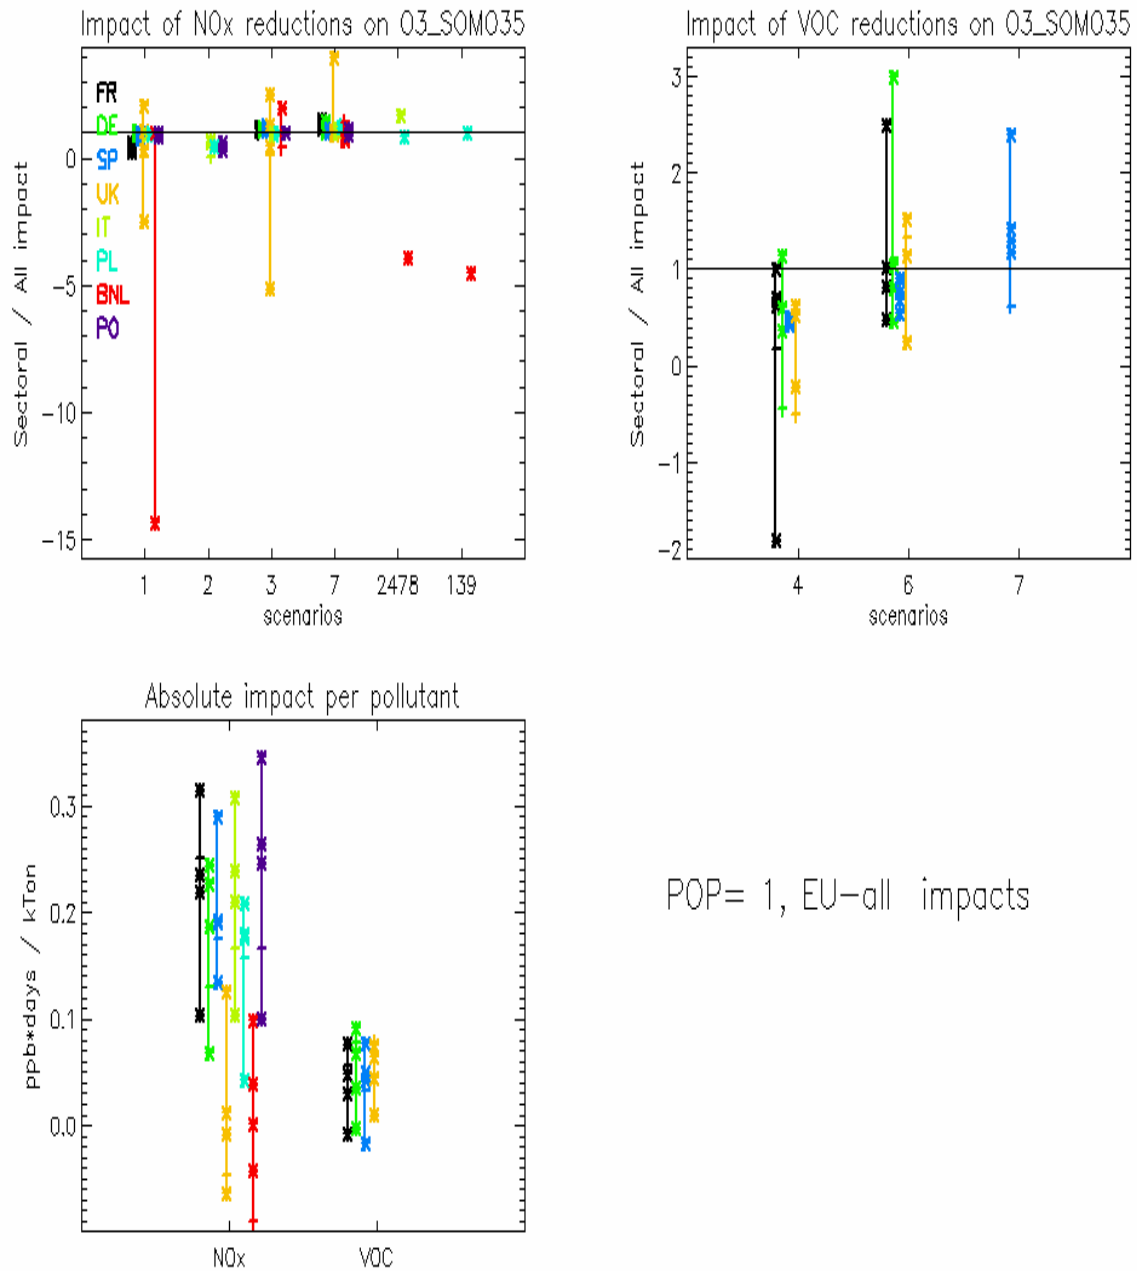 Impact of NOx reductions on O3_SOMO35
Sectoral / All impact
0
-5
-10
-15
FR
DE
SP
UK
IT
PL
BNL
PO
1 2 3 7 2478 139
scenarios
Impact of VOC reductions on O3_SOMO35
Sectoral / All impact
3
2
1
0
-1
-2
4 6 7
scenarios
Absolute impact per pollutant
ppb*days / kTon
0.3
0.2
0.1
0.0
NOx VOC
POP= 1, EU-all impacts